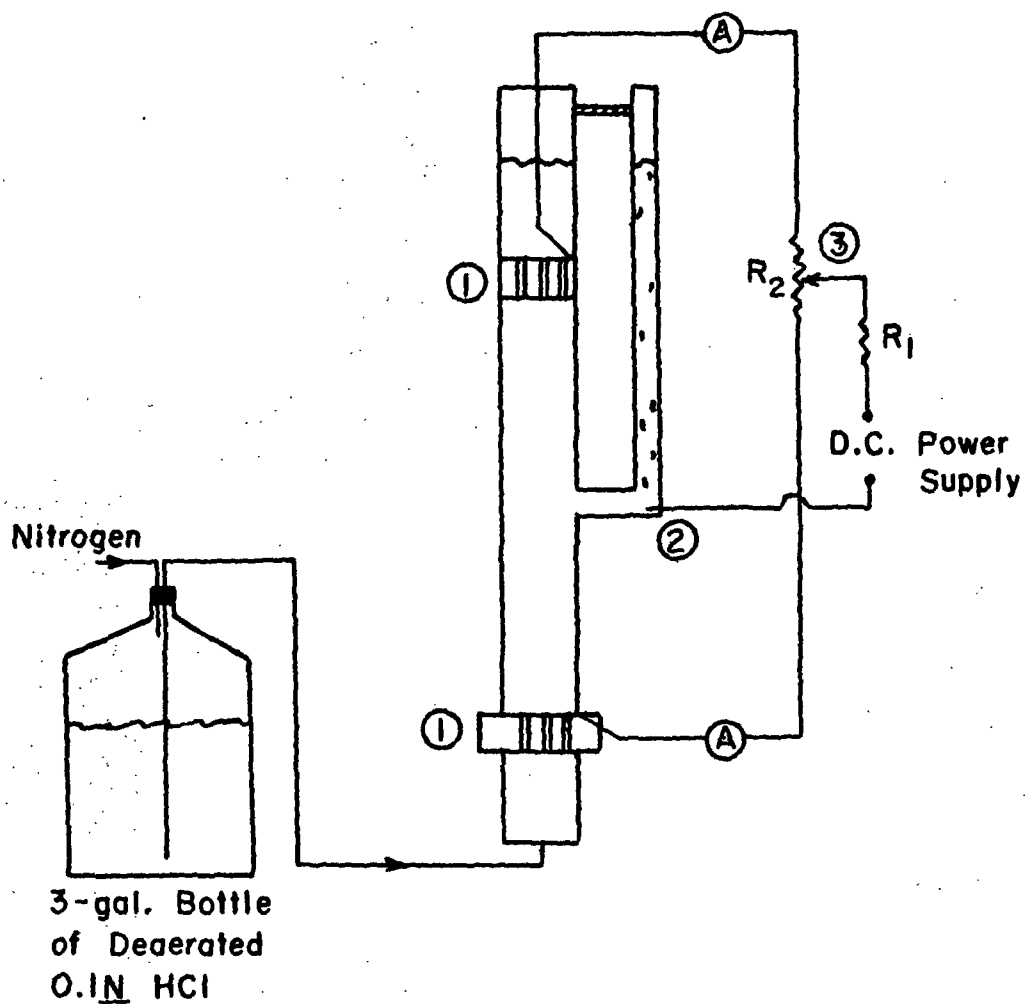 A
3
R2
1
R1
D.C. Power
Supply
2
Nitrogen
1
A
3-gal. Bottle
of Deaerated
0.1N HCl